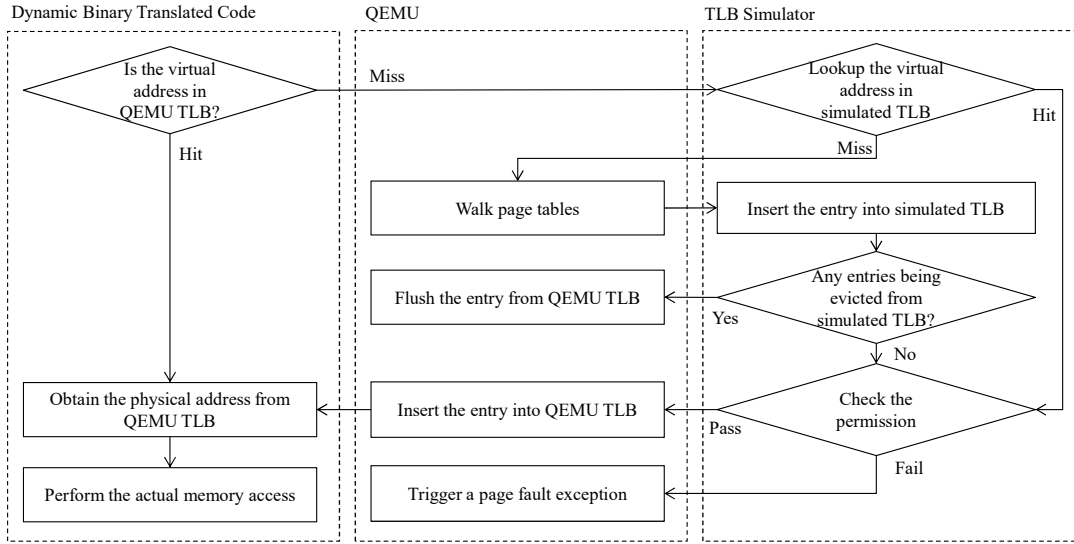 Dynamic Binary Translated Code
QEMU
TLB Simulator
Is the virtual
address in
QEMU TLB?
Miss
Hit
Lookup the virtual
address in
simulated TLB
Hit
Miss
Walk page tables
Insert the entry into simulated TLB
Any entries being
evicted from
simulated TLB?
Yes
No
Flush the entry from QEMU TLB
Check the
permission
Pass
Fail
Insert the entry into QEMU TLB
Obtain the physical address from
QEMU TLB
Perform the actual memory access
Trigger a page fault exception